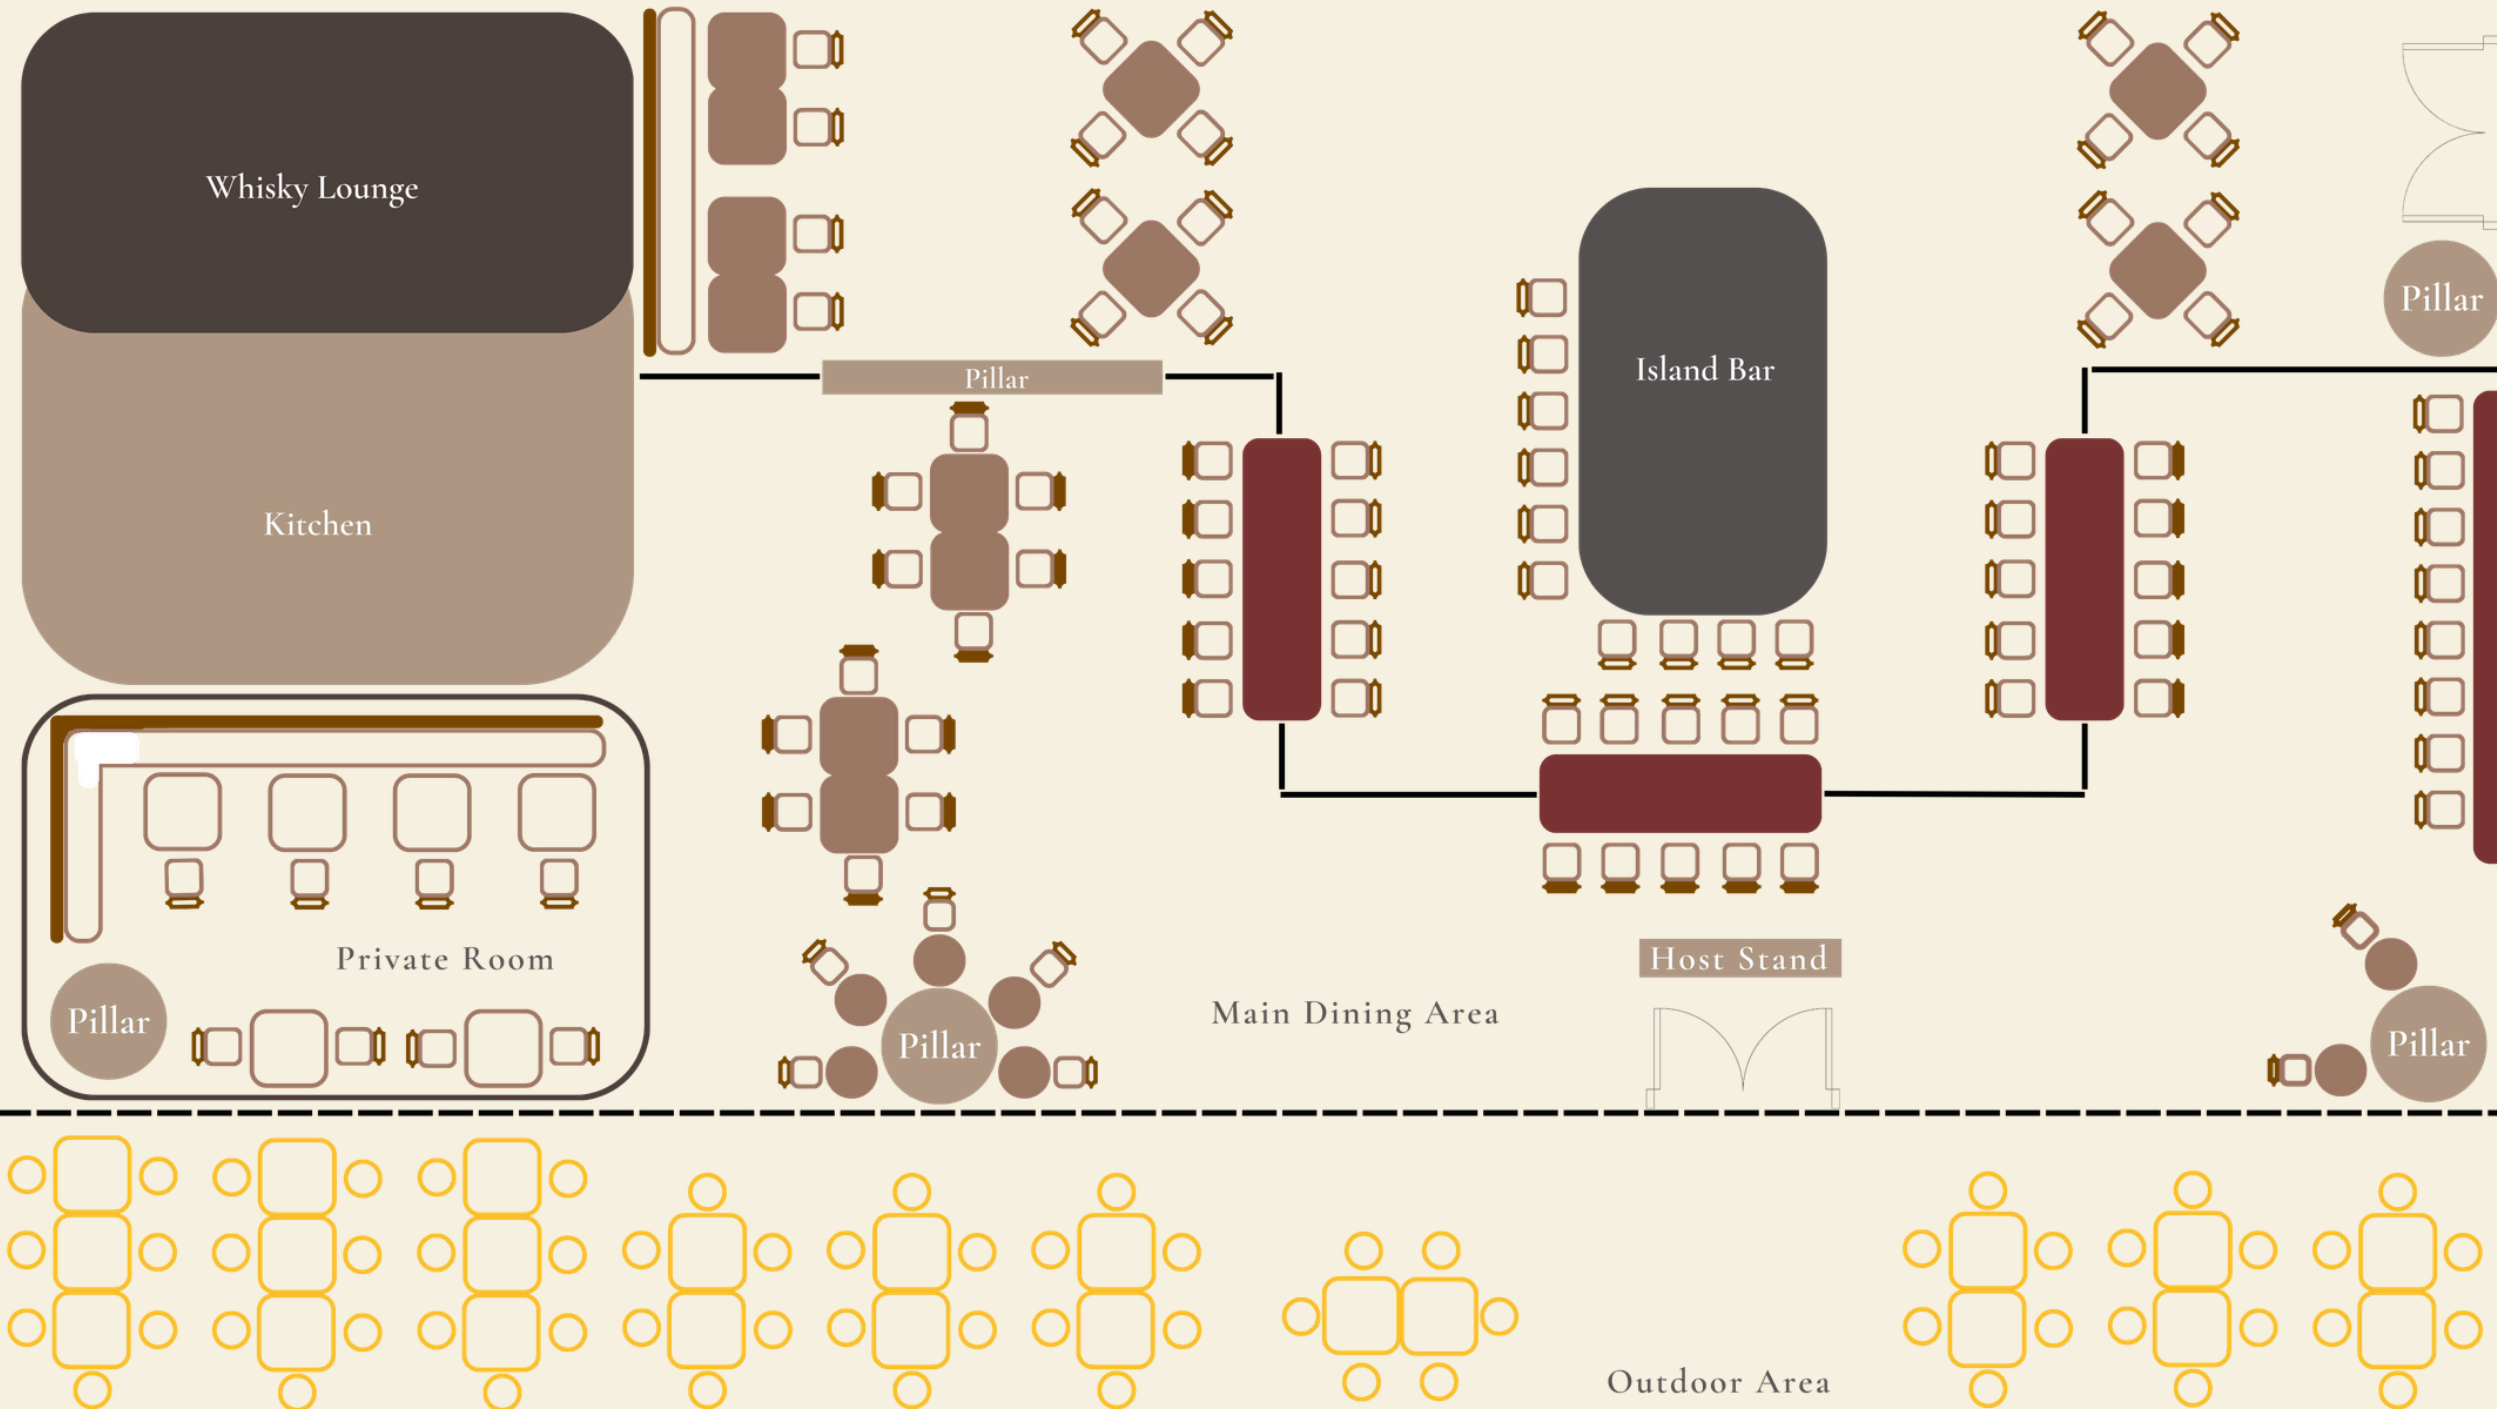 Whisky Lounge
Pillar
Pillar
Island Bar
Kitchen
Private Room
Host Stand
Main Dining Area
Pillar
Pillar
Pillar
Outdoor Area